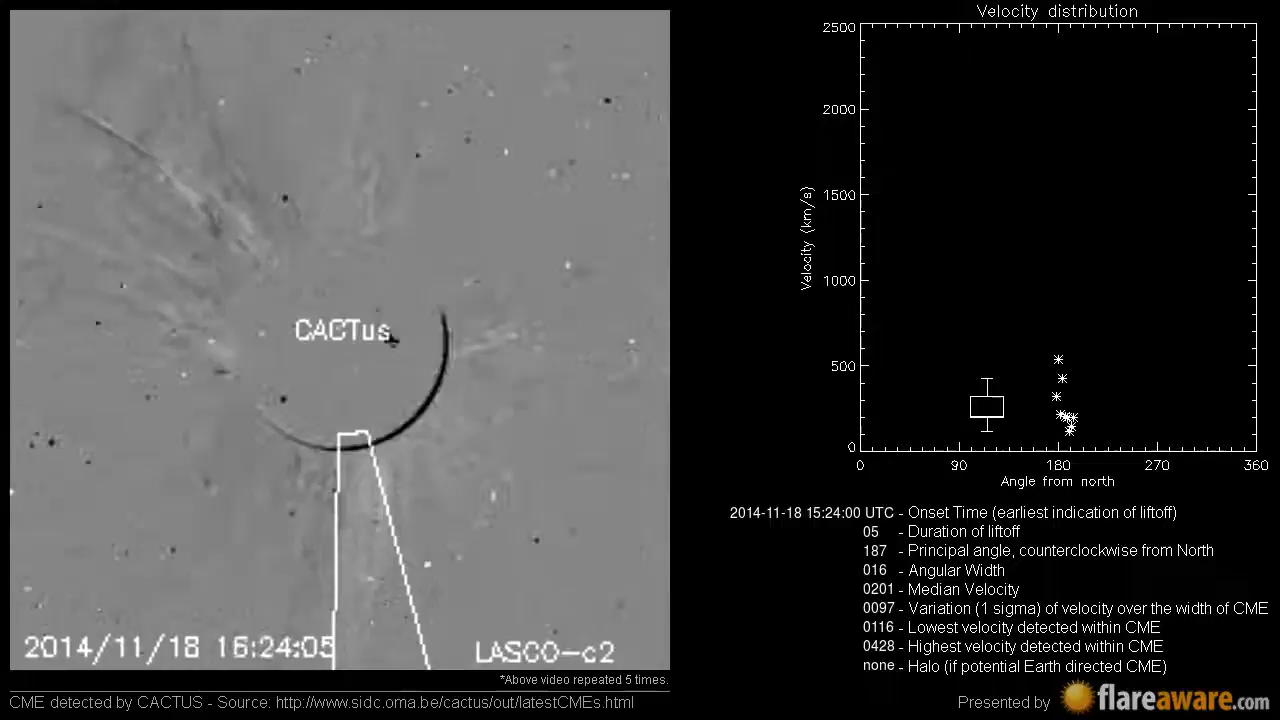 CACTus
2014/11/18 16:24:05
LASCO-c2
*Above video repeated 5 times.
CME detected by CACTUS - Source: http://www.sidc.oma.be/cactus/out/latestCMEs.html
Velocity distribution
2500
2000
1500
1000
500
0
Velocity (km/s)
0 90 180 270 360
Angle from north
2014-11-18 15:24:00 UTC - Onset Time (earliest indication of liftoff)
05 - Duration of liftoff
187 - Principal angle, counterclockwise from North
016 - Angular Width
0201 - Median Velocity
0097 - Variation (1 sigma) of velocity over the width of CME
0116 - Lowest velocity detected within CME
0428 - Highest velocity detected within CME
none - Halo (if potential Earth directed CME)
Presented by flareaware.com